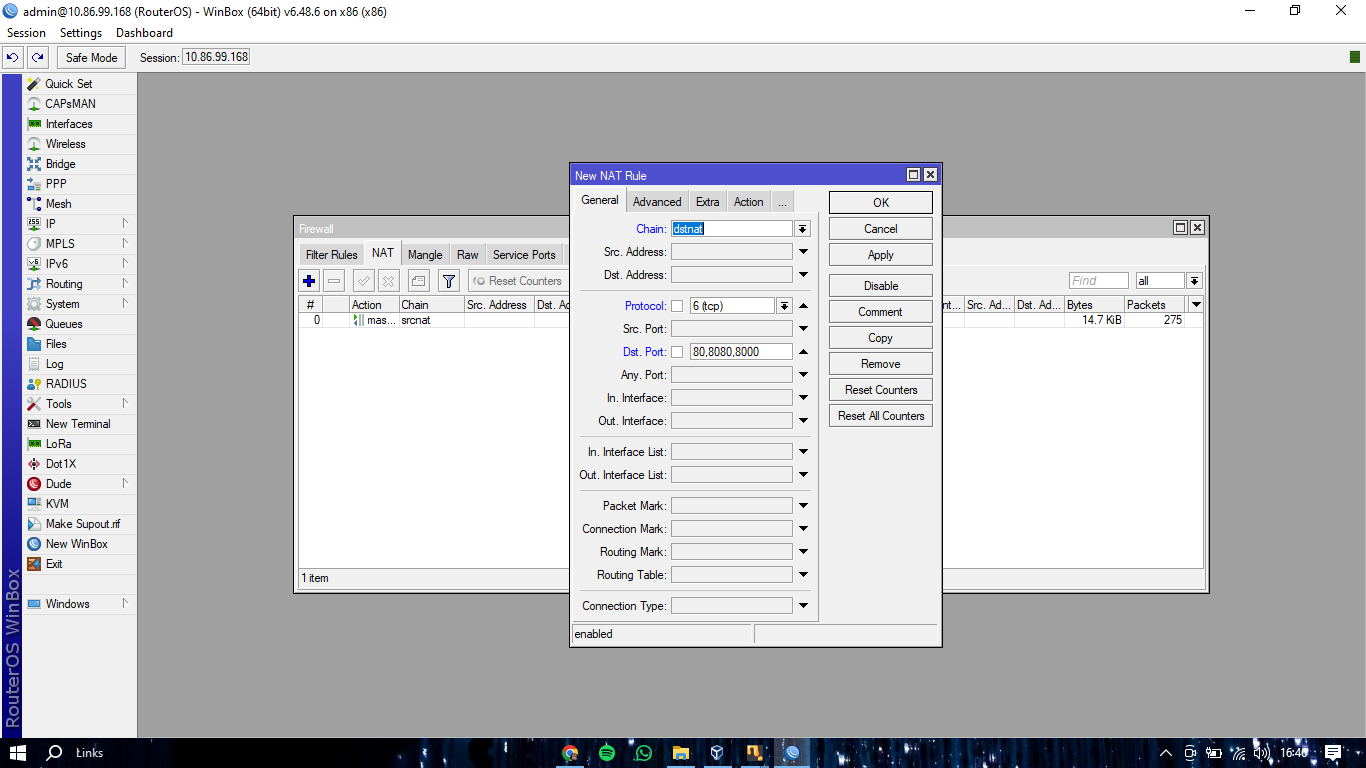 admin@10.86.99.168 (RouterOS) - WinBox (64bit) v6.48.6 on x86 (x86)
Session Settings Dashboard
Safe Mode Session: 10.86.99.168
Quick Set
CAPsMAN
Interfaces
Wireless
Bridge
PPP
Mesh
IP
MPLS
IPv6
Routing
System
Queues
Files
Log
RADIUS
Tools
New Terminal
LoRa
Dot1X
Dude
KVM
Make Supout.rif
New WinBox
Exit
Windows
RouterOS WinBox
Firewall
Filter Rules NAT Mangle Raw Service Ports
Reset Counters Find all
# Action Chain Src. Address Dst. Ad nt... Src. Ad... Dst. Ad... Bytes Packets
0 mas... srcnat 14.7 KiB 275
1 item
New NAT Rule
General Advanced Extra Action ...
Chain: dstnat
Src. Address:
Dst. Address:
Protocol: 6 (tcp)
Src. Port:
Dst. Port: 80,8080,8000
Any. Port:
In. Interface:
Out. Interface:
In. Interface List:
Out. Interface List:
Packet Mark:
Connection Mark:
Routing Mark:
Routing Table:
Connection Type:
enabled
OK
Cancel
Apply
Disable
Comment
Copy
Remove
Reset Counters
Reset All Counters
Łinks 16:40